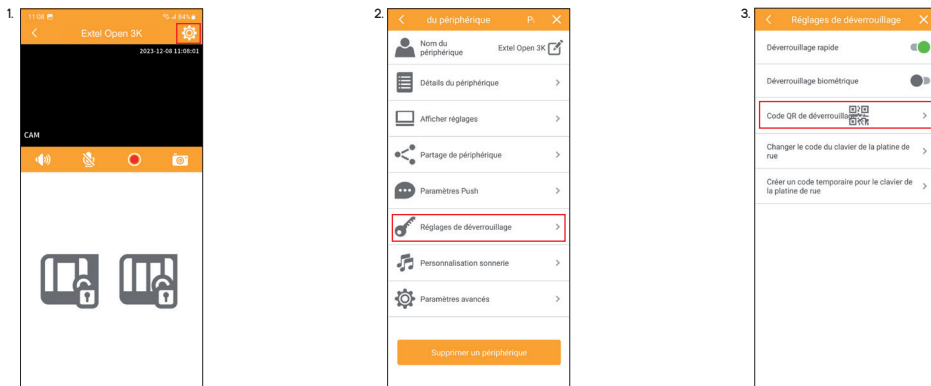 1.
11:08
84%
Extel Open 3K
2023-12-08 11:08:01
CAM
2.
du périphérique P.
Nom du
périphérique
Extel Open 3K
Détails du périphérique
Afficher réglages
Partage de périphérique
Paramètres Push
Réglages de déverrouillage
Personnalisation sonnerie
Paramètres avancés
Supprimer un périphérique
3.
Réglages de déverrouillage
Déverrouillage rapide
Déverrouillage biométrique
Code QR de déverrouillage
Changer le code du clavier de la platine de
rue
Créer un code temporaire pour le clavier de
la platine de rue